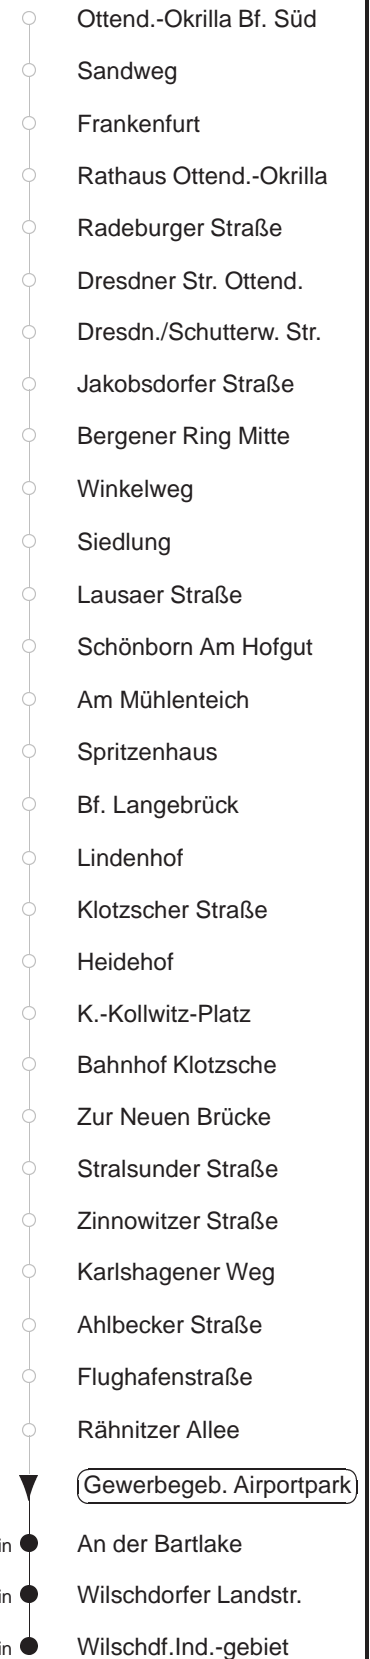 Ottend.-Okrilla Bf. Süd
Sandweg
Frankenfurt
Rathaus Ottend.-Okrilla
Radeburger Straße
Dresdner Str. Ottend.
Dresdn./Schutterw. Str.
Jakobsdorfer Straße
Bergener Ring Mitte
Winkelweg
Siedlung
Lausaer Straße
Schönborn Am Hofgut
Am Mühlenteich
Spritzenhaus
Bf. Langebrück
Lindenhof
Klotzscher Straße
Heidehof
K.-Kollwitz-Platz
Bahnhof Klotzsche
Zur Neuen Brücke
Stralsunder Straße
Zinnowitzer Straße
Karlshagener Weg
Ahlbecker Straße
Flughafenstraße
Rähnitzer Allee
Gewerbegeb. Airportpark
An der Bartlake
Wilschdorfer Landstr.
Wilschdf.Ind.-gebiet